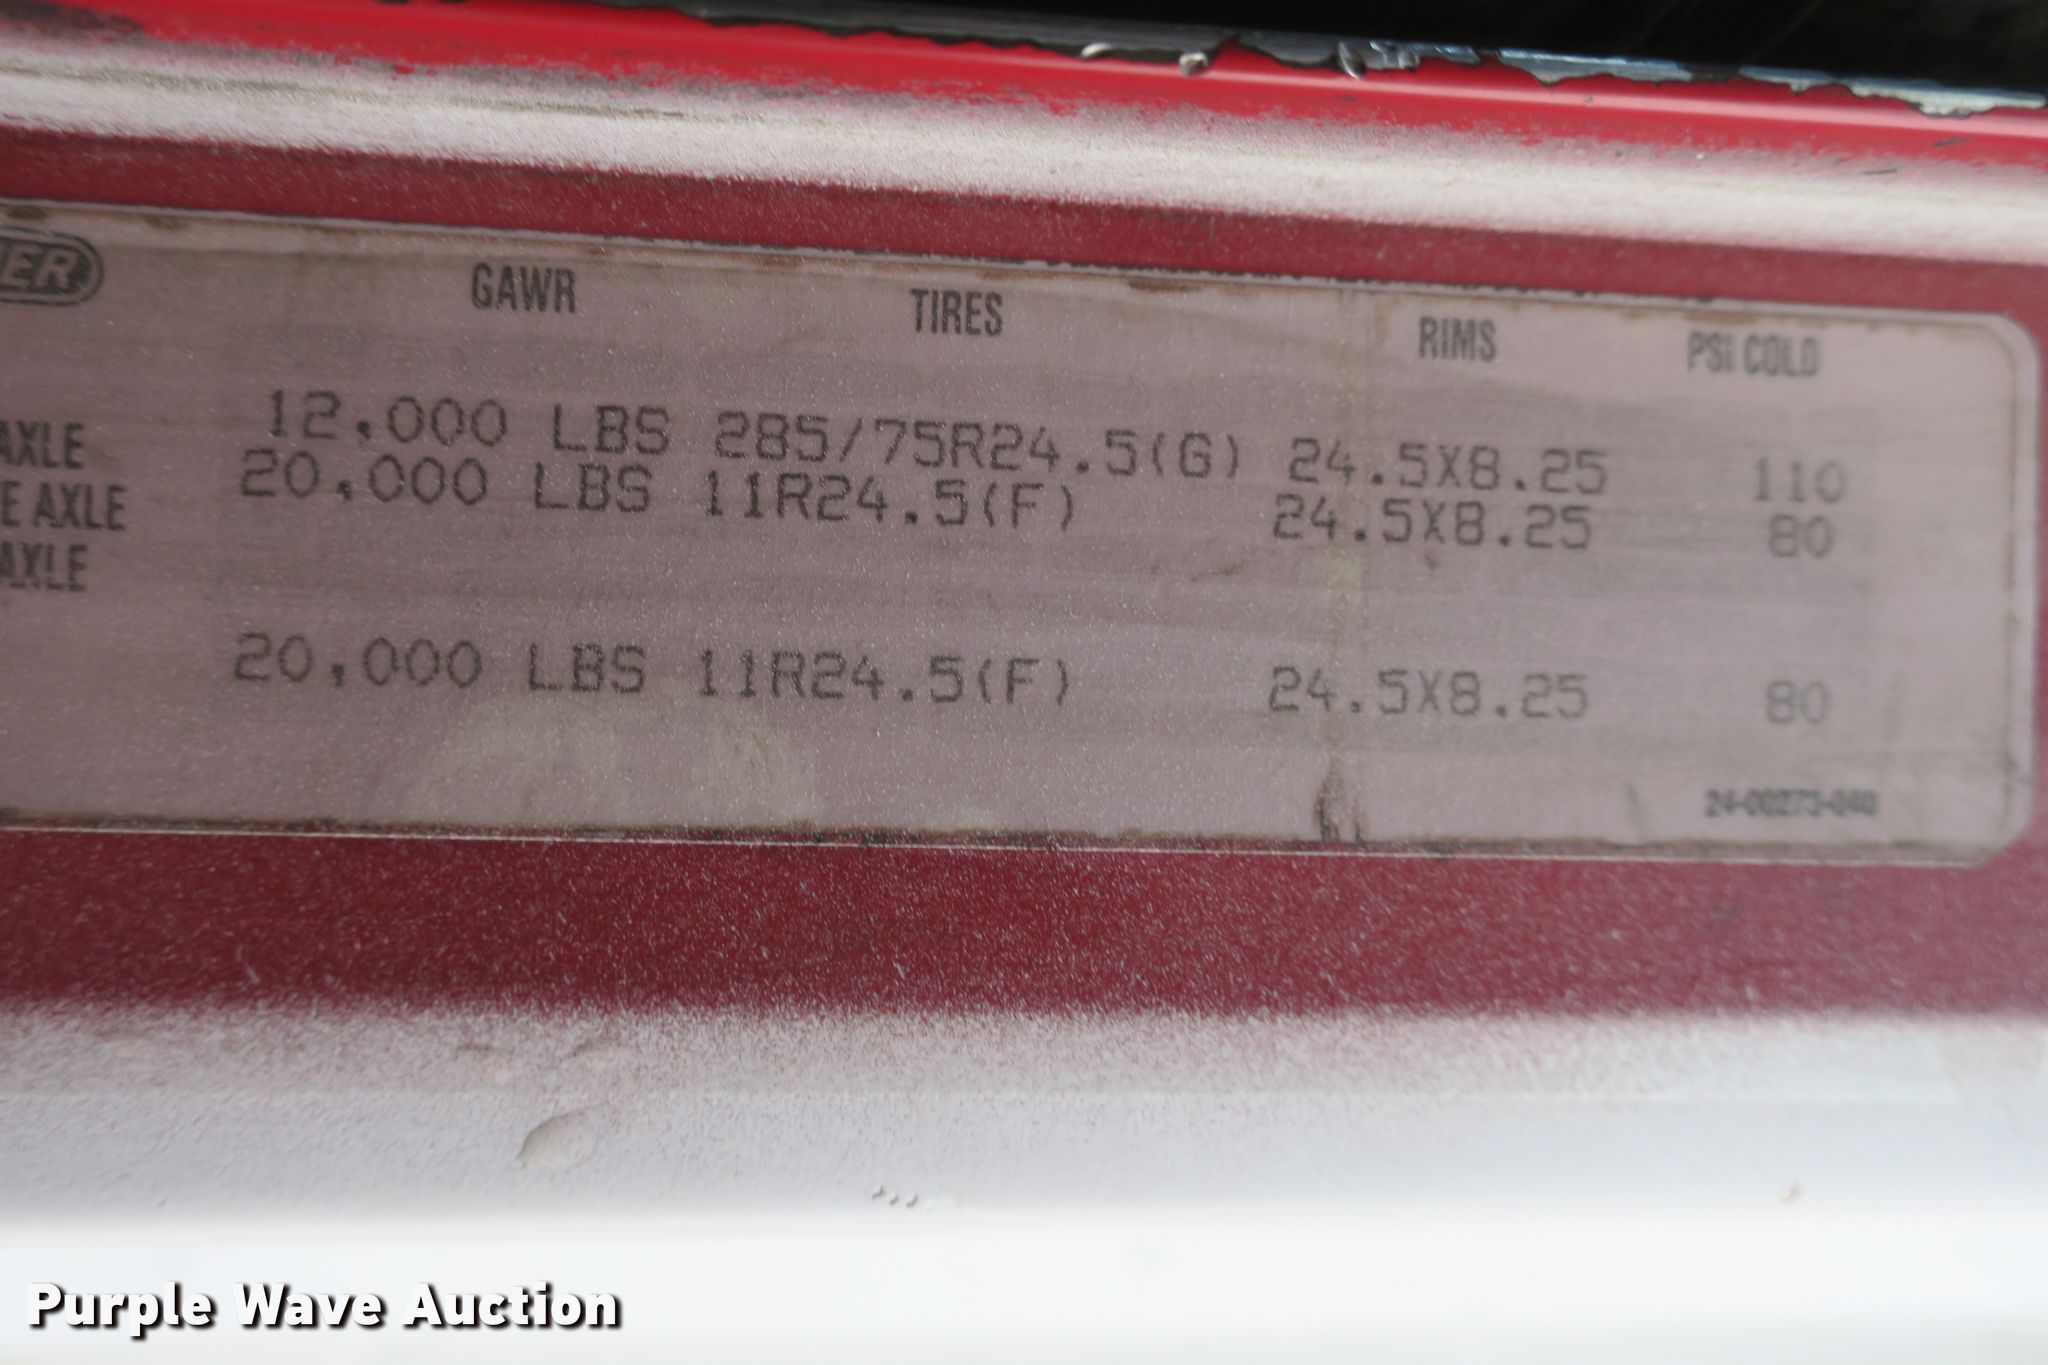 GAWR TIRES RIMS PSi COLD
AXLE 12,000 LBS 285/75R24.5(G) 24.5X8.25 110
E AXLE 20,000 LBS 11R24.5(F) 24.5X8.25 80
AXLE
20,000 LBS 11R24.5(F) 24.5X8.25 80
24-00273-040
Purple Wave Auction